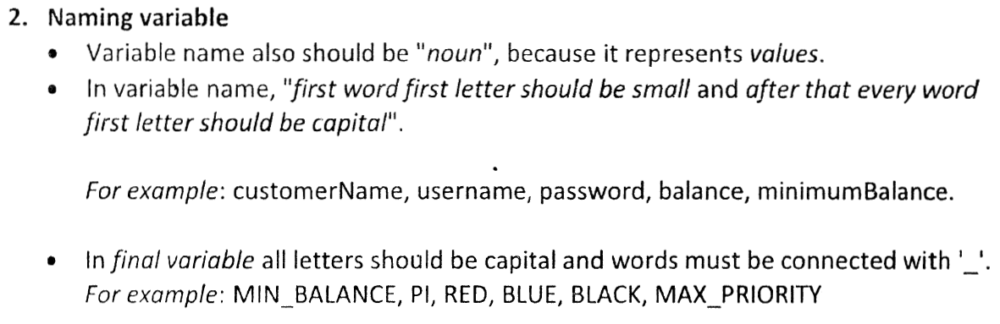 2. Naming variable
• Variable name also should be "noun", because it represents values.
• In variable name, "first word first letter should be small and after that every word
first letter should be capital".
For example: customerName, username, password, balance, minimumBalance.
• In final variable all letters should be capital and words must be connected with '_'.
For example: MIN_BALANCE, PI, RED, BLUE, BLACK, MAX_PRIORITY